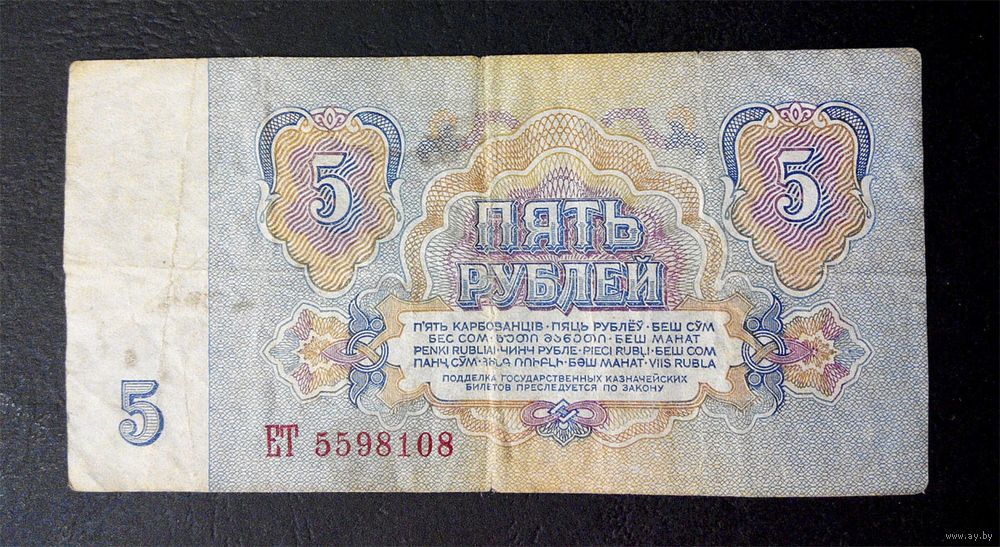 5 5
ПЯТЬ
РУБЛЕЙ
П'ЯТЬ КАРБОВАНЦІВ • ПЯЦЬ РУБЛЁЎ • БЕШ СЎМ
БЕС СОМ • ხუთი მანეთი • БЕШ МАНАТ
PENKI RUBLIAI • ЧИНЧ РУБЛЕ • PIECI RUBĻI • БЕШ СОМ
ПАНҶ СЎМ • ՀԻՆԳ ՌՈՒԲԼԻ • БӘШ МАНАТ • VIIS RUBLA
ПОДДЕЛКА ГОСУДАРСТВЕННЫХ КАЗНАЧЕЙСКИХ
БИЛЕТОВ ПРЕСЛЕДУЕТСЯ ПО ЗАКОНУ
5
ЕТ 5598108
www.ay.by